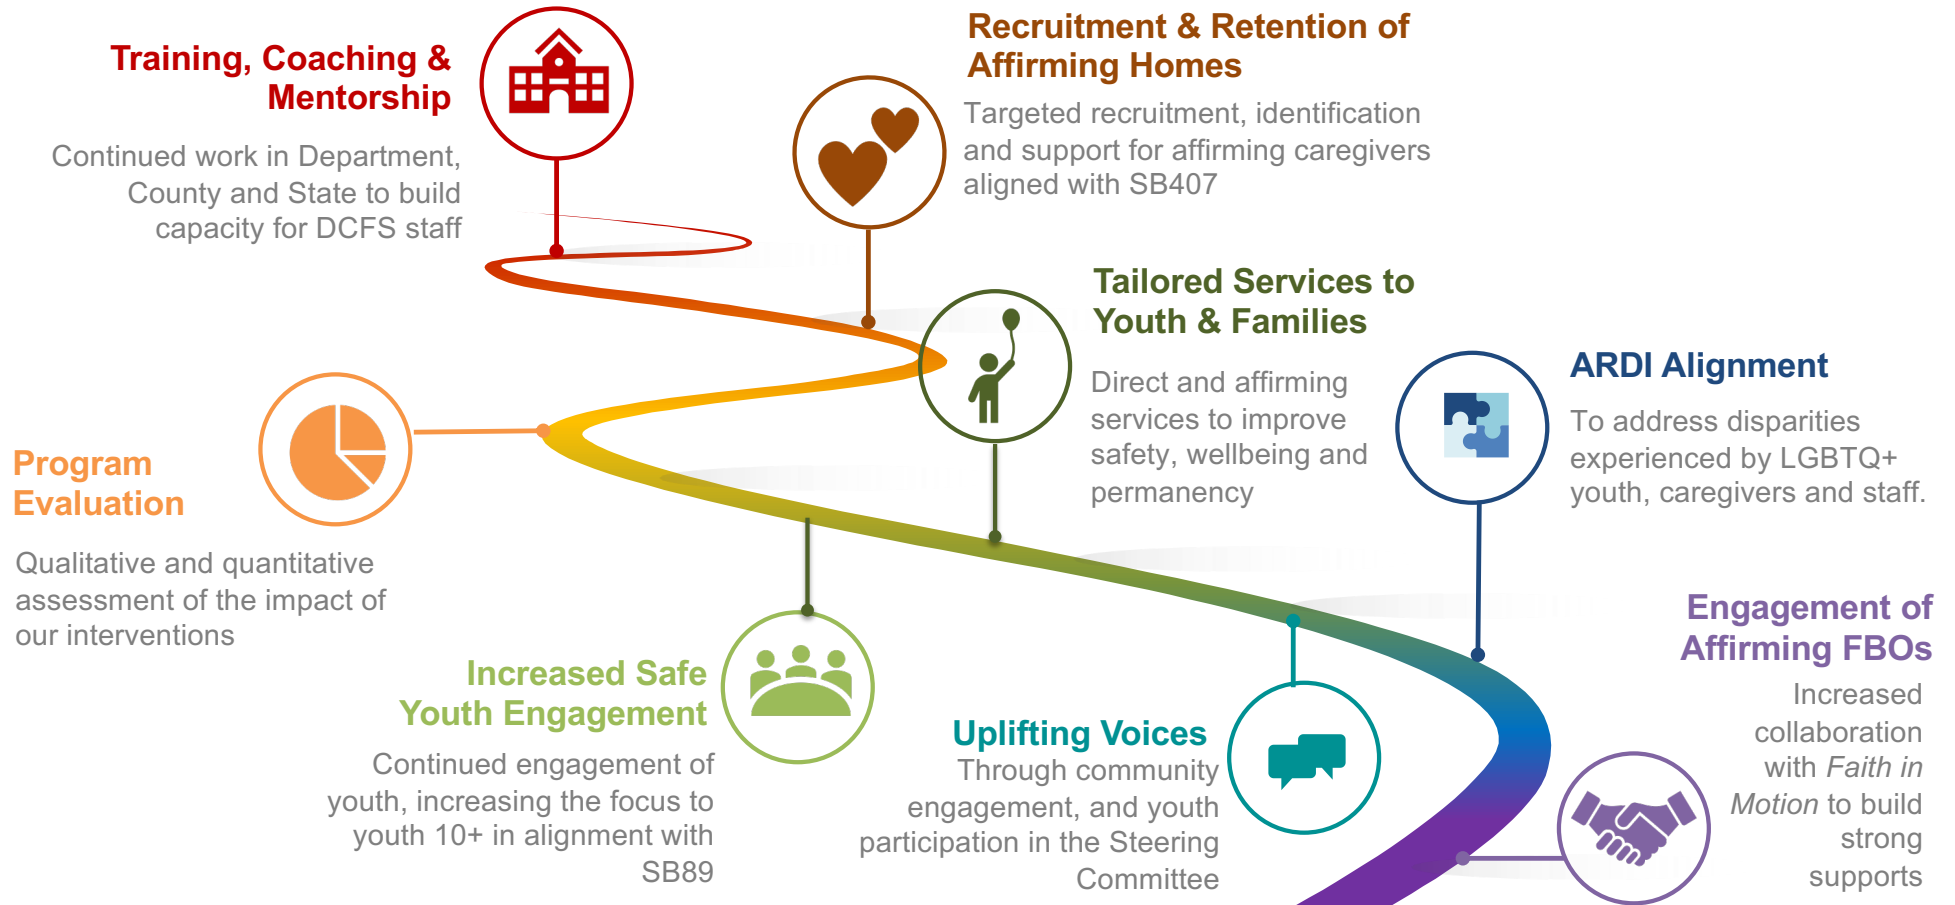 Training, Coaching &
Mentorship
Continued work in Department,
County and State to build
capacity for DCFS staff
Recruitment & Retention of
Affirming Homes
Targeted recruitment, identification
and support for affirming caregivers
aligned with SB407
Tailored Services to
Youth & Families
Direct and affirming
services to improve
safety, wellbeing and
permanency
ARDI Alignment
To address disparities
experienced by LGBTQ+
youth, caregivers and staff.
Program
Evaluation
Qualitative and quantitative
assessment of the impact of
our interventions
Increased Safe
Youth Engagement
Continued engagement of
youth, increasing the focus to
youth 10+ in alignment with
SB89
Uplifting Voices
Through community
engagement, and youth
participation in the Steering
Committee
Engagement of
Affirming FBOs
Increased
collaboration
with Faith in
Motion to build
strong
supports